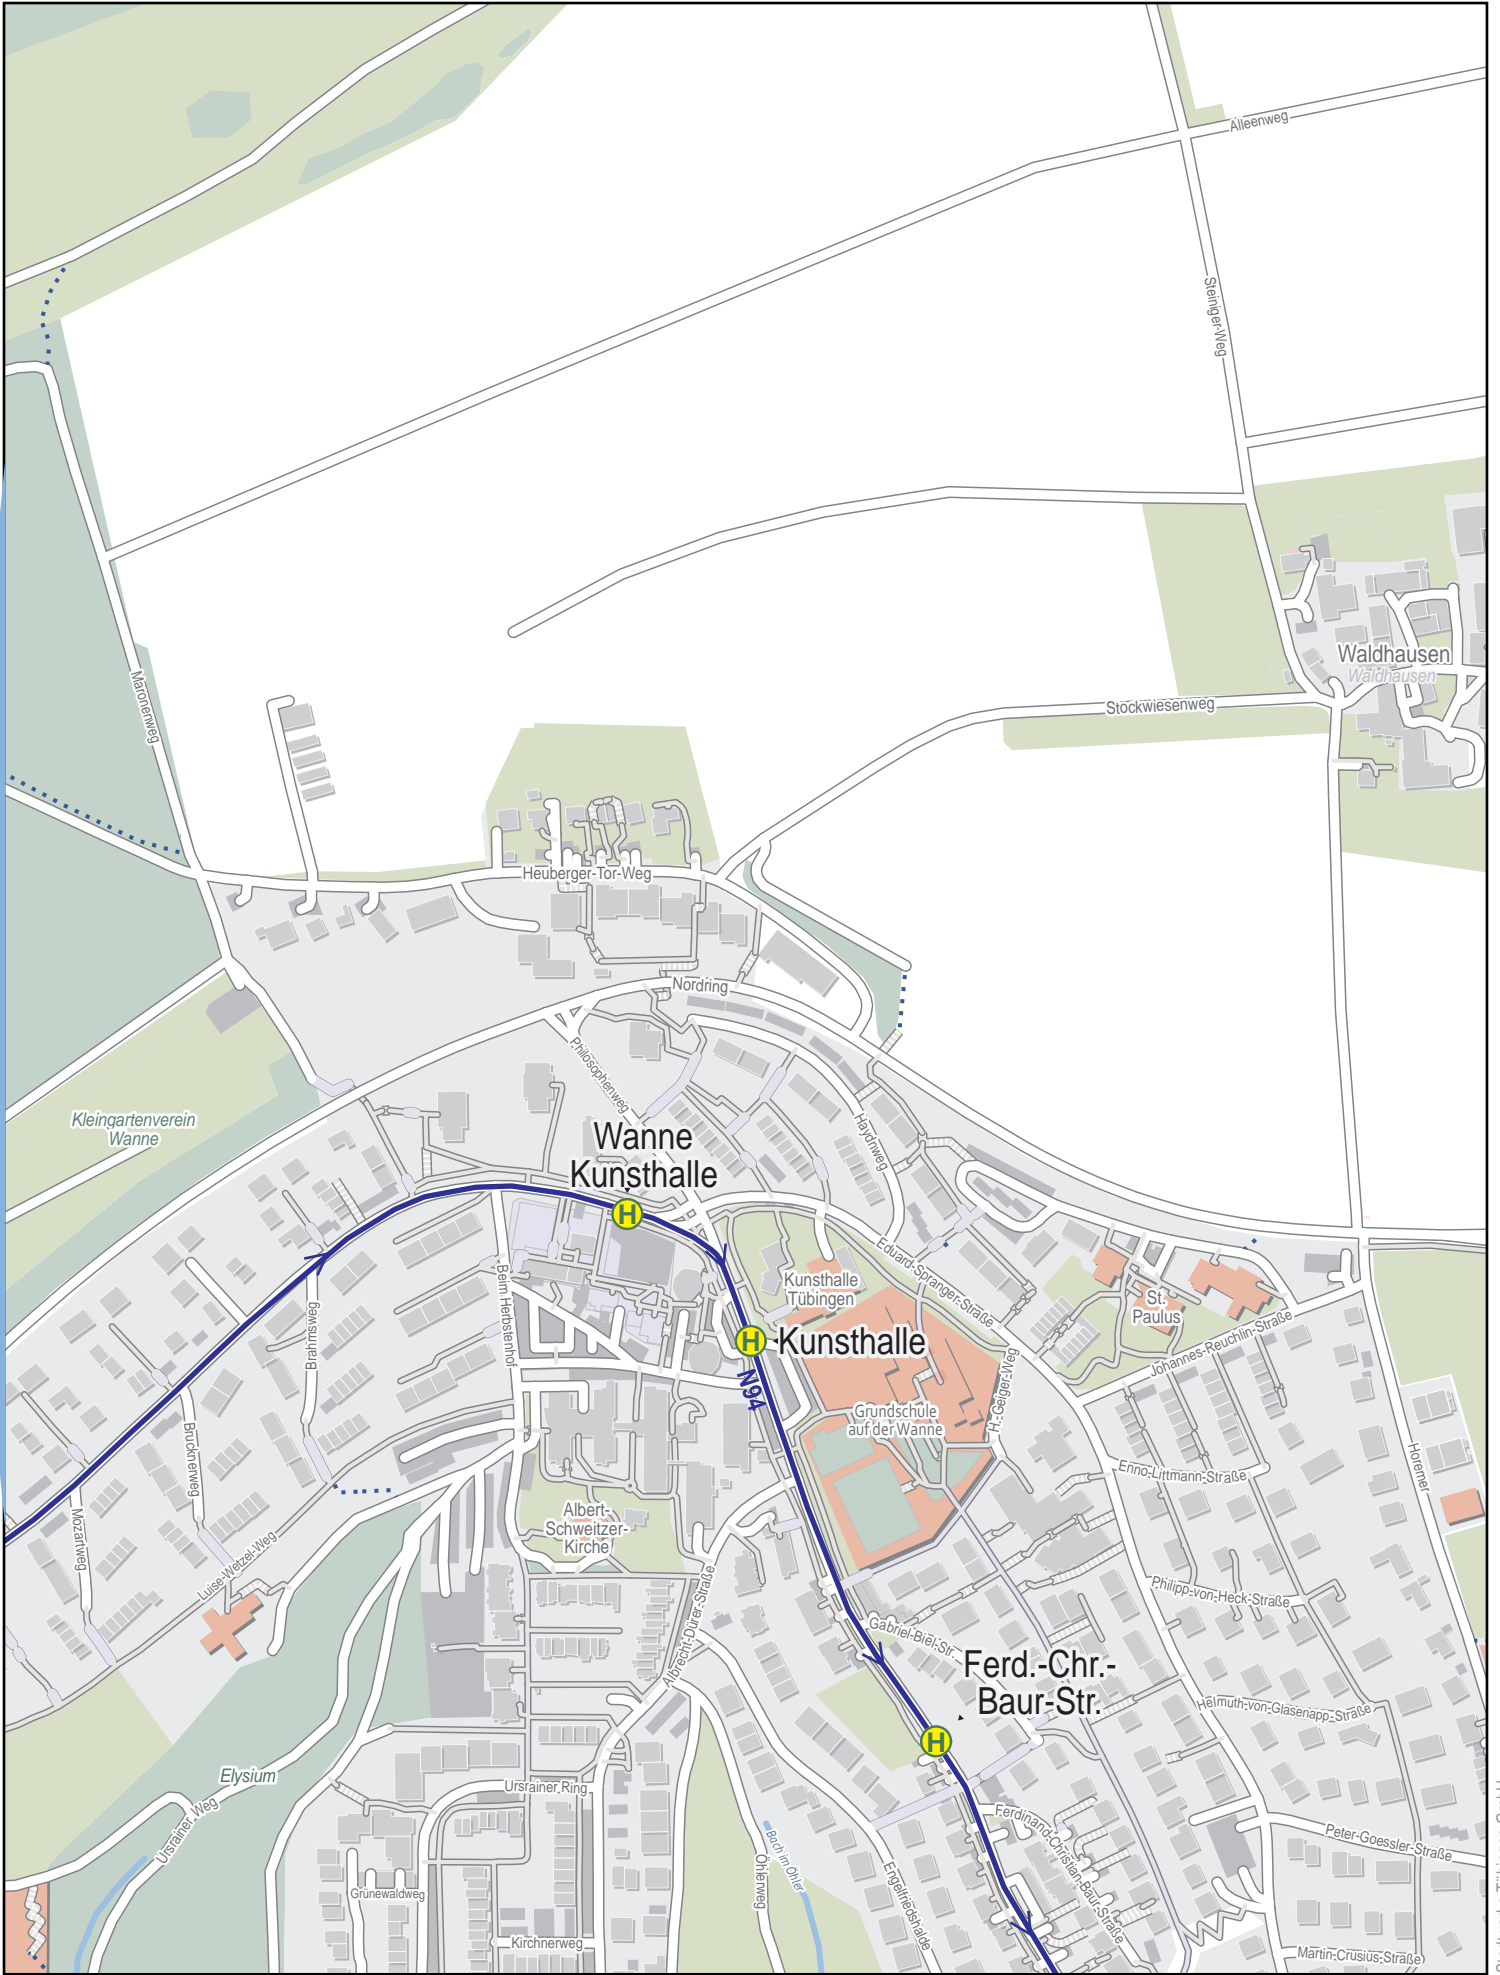 Alleenweg
Steiniger-Weg
Waldhausen
Waldhausen
Maronenweg
Stockwiesenweg
Heuberger-Tor-Weg
Nordring
Philosophenweg
Kleingartenverein
Wanne
Haydnweg
Wanne
Kunsthalle
H
Eduard-Spranger-Straße
Beim Herbstenhof
Kunsthalle
Tübingen
St.
Paulus
Brahmsweg
Johannes-Reuchlin-Straße
H
Kunsthalle
N94
H.-Geiger-Weg
Grundschule
auf der Wanne
Brucknerweg
Horemer
Enno-Littmann-Straße
Mozartweg
Albert-
Schweitzer-
Kirche
Luise-Wetzel-Weg
Philipp-von-Heck-Straße
Albrecht-Dürer-Straße
Gabriel-Biel-Str.
Ferd.-Chr.-
Baur-Str.
H
Helmuth-von-Glasenapp-Straße
Elysium
Ursrainer Ring
Ursrainer Weg
Ferdinand-Christian-Baur-Straße
Peter-Goessler-Straße
Bach im Öhler
Öhlerweg
Engelfriedshalde
Grünewaldweg
Kirchnerweg
Martin-Crusius-Straße